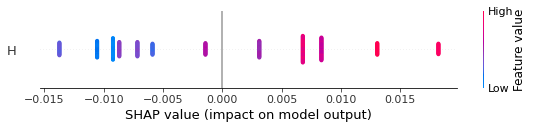 High
H
Feature value
Low
−0.015 −0.010 −0.005 0.000 0.005 0.010 0.015
SHAP value (impact on model output)